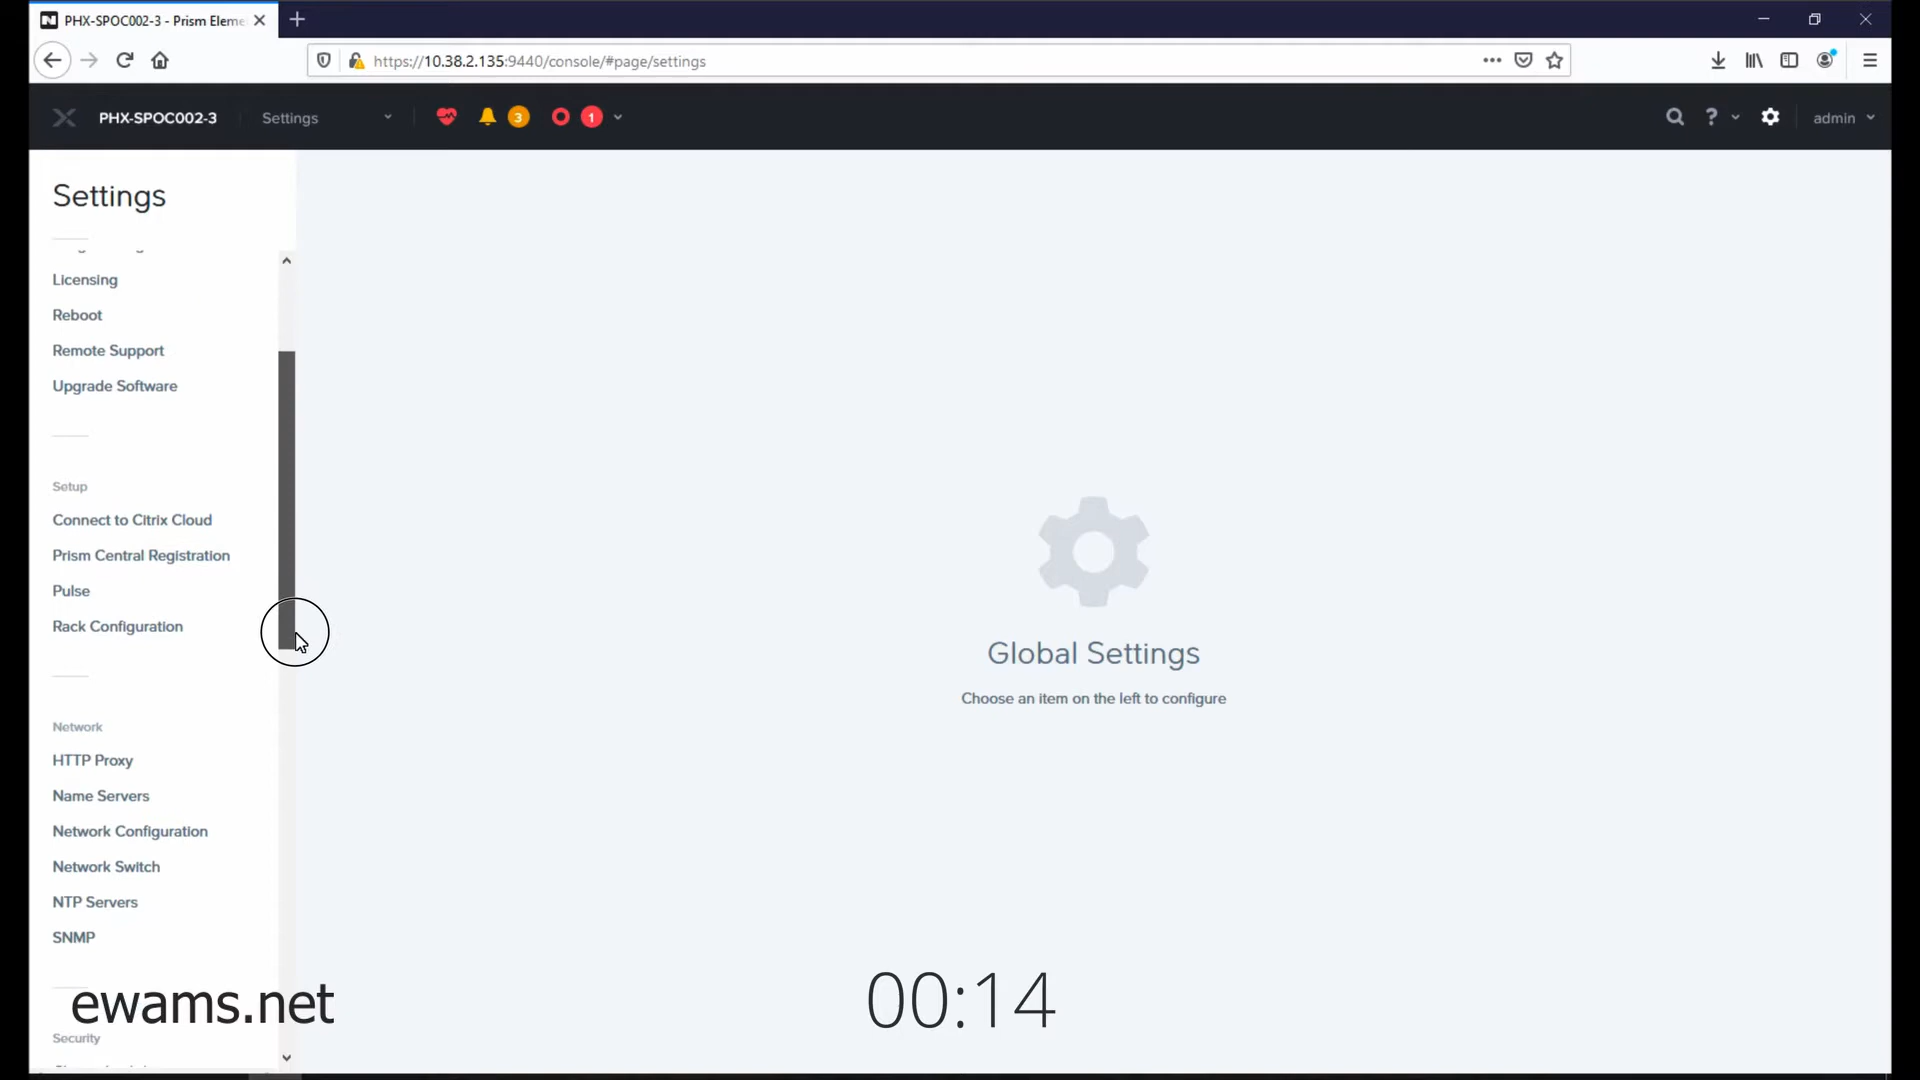 PHX-SPOC002-3 - Prism Eleme
https://10.38.2.135:9440/console/#page/settings
PHX-SPOC002-3
Settings
3
1
?
admin
Settings
Licensing
Reboot
Remote Support
Upgrade Software
Setup
Connect to Citrix Cloud
Prism Central Registration
Pulse
Rack Configuration
Global Settings
Choose an item on the left to configure
Network
HTTP Proxy
Name Servers
Network Configuration
Network Switch
NTP Servers
SNMP
ewams.net
00:14
Security